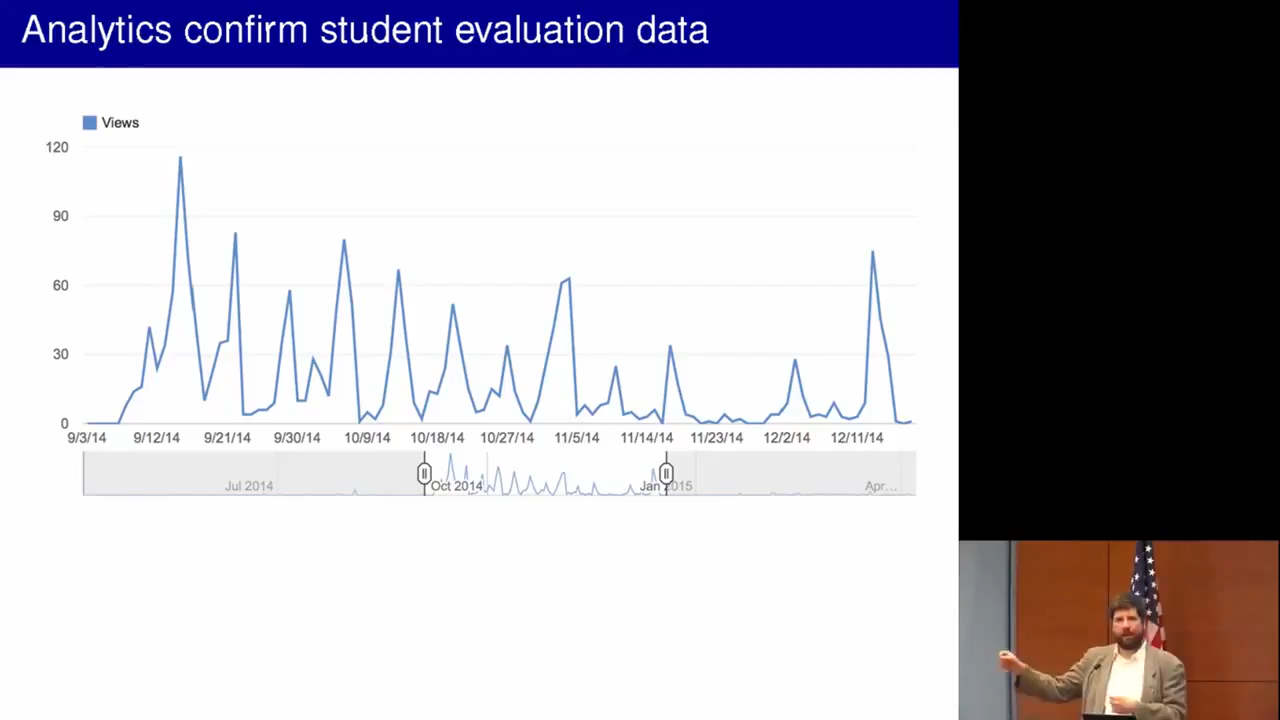 Analytics confirm student evaluation data
Views
120
90
60
30
0
9/3/14 9/12/14 9/21/14 9/30/14 10/9/14 10/18/14 10/27/14 11/5/14 11/14/14 11/23/14 12/2/14 12/11/14
Jul 2014 Oct 2014 Jan 2015 Apr...